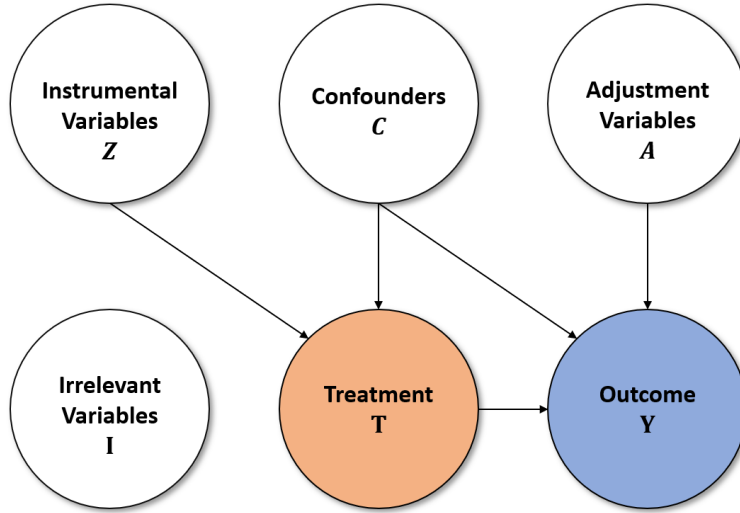 Instrumental
Variables
Z
Confounders
C
Adjustment
Variables
A
Irrelevant
Variables
I
Treatment
T
Outcome
Y